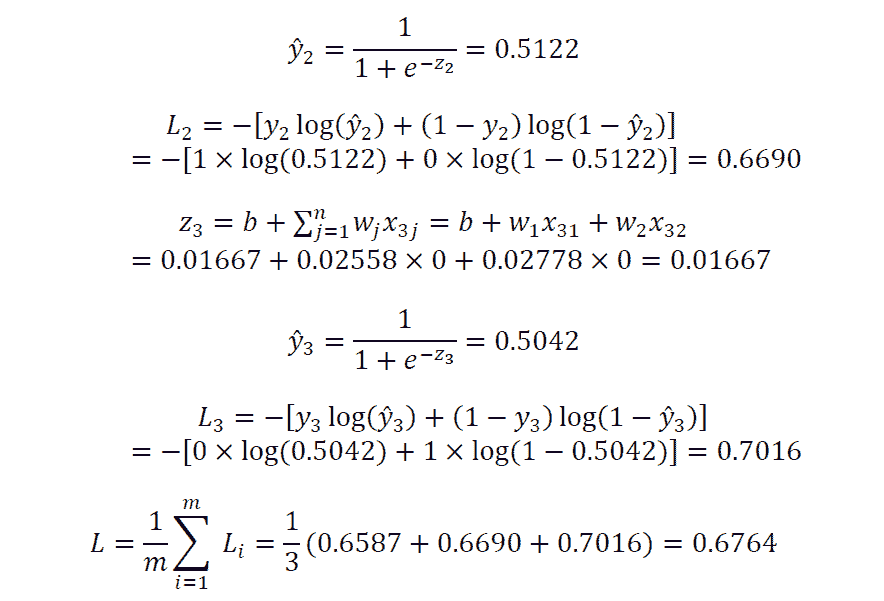 ŷ₂ = 1 / (1 + e^(−z₂)) = 0.5122
L₂ = −[y₂ log(ŷ₂) + (1 − y₂) log(1 − ŷ₂)]
= −[1 × log(0.5122) + 0 × log(1 − 0.5122)] = 0.6690
z₃ = b + ∑ⁿⱼ₌₁ wⱼx₃ⱼ = b + w₁x₃₁ + w₂x₃₂
= 0.01667 + 0.02558 × 0 + 0.02778 × 0 = 0.01667
ŷ₃ = 1 / (1 + e^(−z₃)) = 0.5042
L₃ = −[y₃ log(ŷ₃) + (1 − y₃) log(1 − ŷ₃)]
= −[0 × log(0.5042) + 1 × log(1 − 0.5042)] = 0.7016
L = 1/m ∑ᵐᵢ₌₁ Lᵢ = 1/3 (0.6587 + 0.6690 + 0.7016) = 0.6764